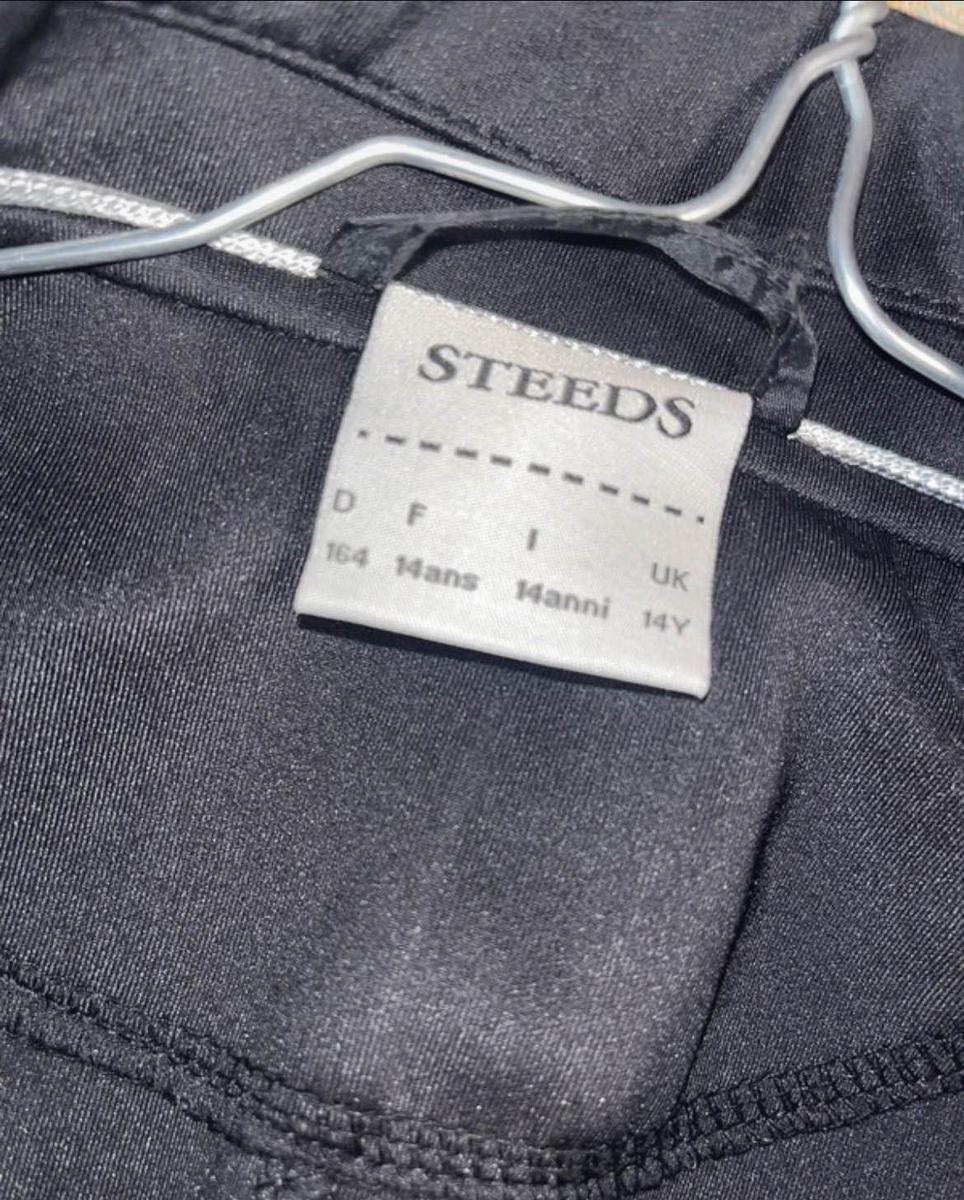 STEEDS
D F I UK
164 14ans 14anni 14Y